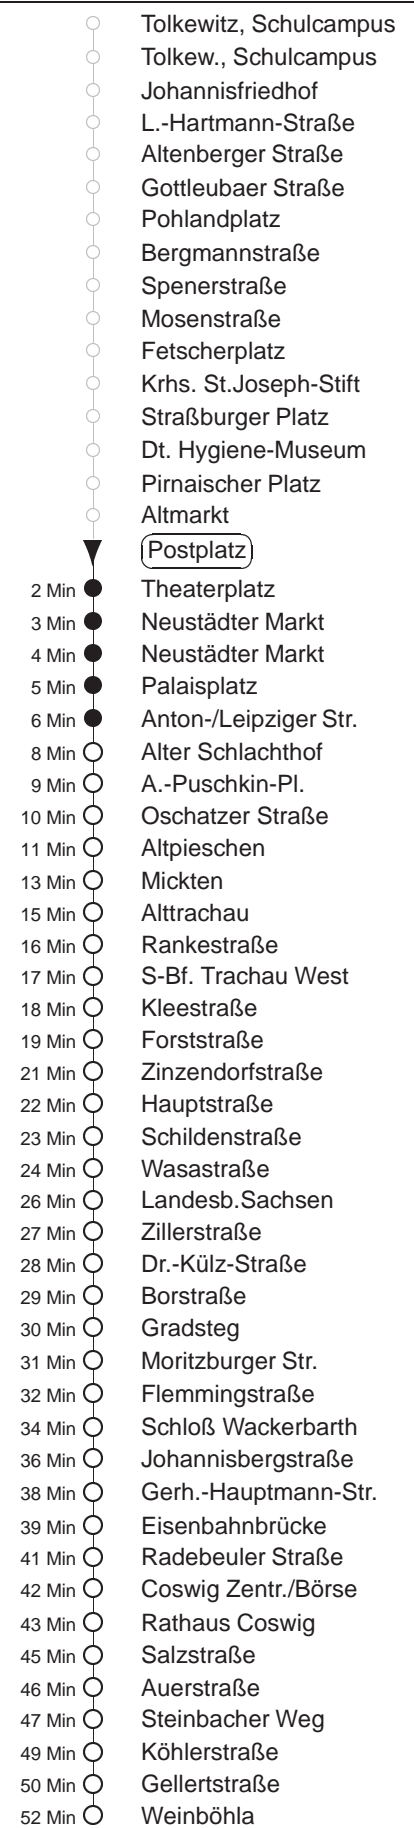 Tolkewitz, Schulcampus
Tolkew., Schulcampus
Johannisfriedhof
L.-Hartmann-Straße
Altenberger Straße
Gottleubaer Straße
Pohlandplatz
Bergmannstraße
Spenerstraße
Mosenstraße
Fetscherplatz
Krhs. St.Joseph-Stift
Straßburger Platz
Dt. Hygiene-Museum
Pirnaischer Platz
Altmarkt
Postplatz
2 Min Theaterplatz
3 Min Neustädter Markt
4 Min Neustädter Markt
5 Min Palaisplatz
6 Min Anton-/Leipziger Str.
8 Min Alter Schlachthof
9 Min A.-Puschkin-Pl.
10 Min Oschatzer Straße
11 Min Altpieschen
13 Min Mickten
15 Min Alttrachau
16 Min Rankestraße
17 Min S-Bf. Trachau West
18 Min Kleestraße
19 Min Forststraße
21 Min Zinzendorfstraße
22 Min Hauptstraße
23 Min Schildenstraße
24 Min Wasastraße
26 Min Landesb.Sachsen
27 Min Zillerstraße
28 Min Dr.-Külz-Straße
29 Min Borstraße
30 Min Gradsteg
31 Min Moritzburger Str.
32 Min Flemmingstraße
34 Min Schloß Wackerbarth
36 Min Johannisbergstraße
38 Min Gerh.-Hauptmann-Str.
39 Min Eisenbahnbrücke
41 Min Radebeuler Straße
42 Min Coswig Zentr./Börse
43 Min Rathaus Coswig
45 Min Salzstraße
46 Min Auerstraße
47 Min Steinbacher Weg
49 Min Köhlerstraße
50 Min Gellertstraße
52 Min Weinböhla